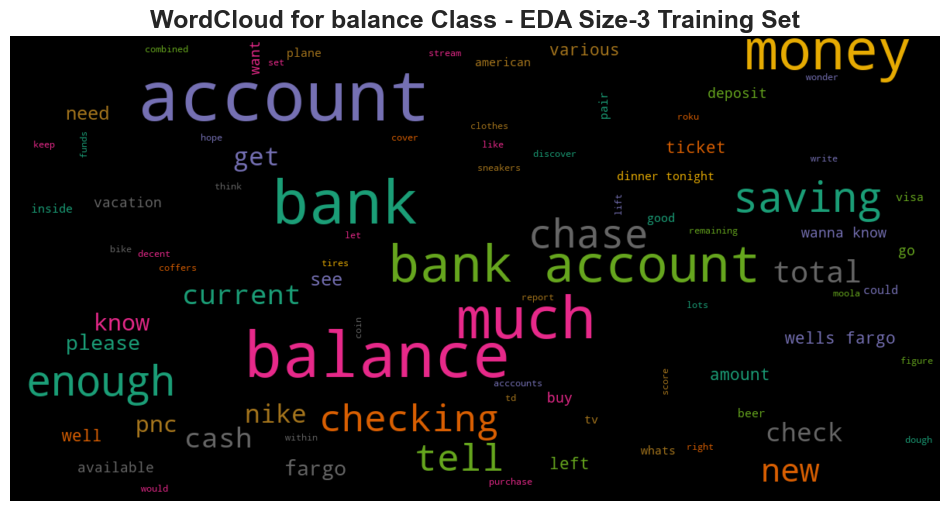 WordCloud for balance Class - EDA Size-3 Training Set
combined
want
set
plane
stream
american
various
money
wonder
account
need
deposit
pair
roku
clothes
keep
funds
hope
cover
like
ticket
get
discover
write
sneakers
think
dinner tonight
bank
saving
visa
lift
inside
vacation
good
chase
remaining
wanna know
let
bike
decent
go
coffers
tires
bank account
total
see
current
could
moola
report
much
lots
know
coin
please
wells fargo
balance
figure
enough
score
amount
acccounts
buy
td
nike
checking
beer
tv
pnc
well
cash
within
check
dough
whats
right
tell
left
available
fargo
new
purchase
would